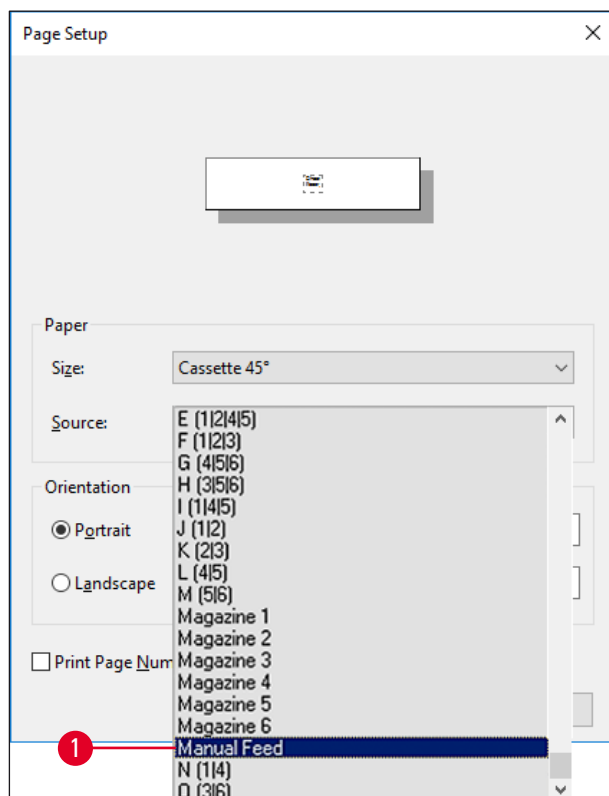 Page Setup
Paper
Size:
Cassette 45°
Source:
E (1|2|4|5)
F (1|2|3)
G (4|5|6)
H (3|5|6)
Orientation
I (1|4|5)
Portrait
J (1|2)
K (2|3)
L (4|5)
Landscape
M (5|6)
Magazine 1
Magazine 2
Print Page Num
Magazine 3
Magazine 4
Magazine 5
Magazine 6
1
Manual Feed
N (1|4)
O (3|6)